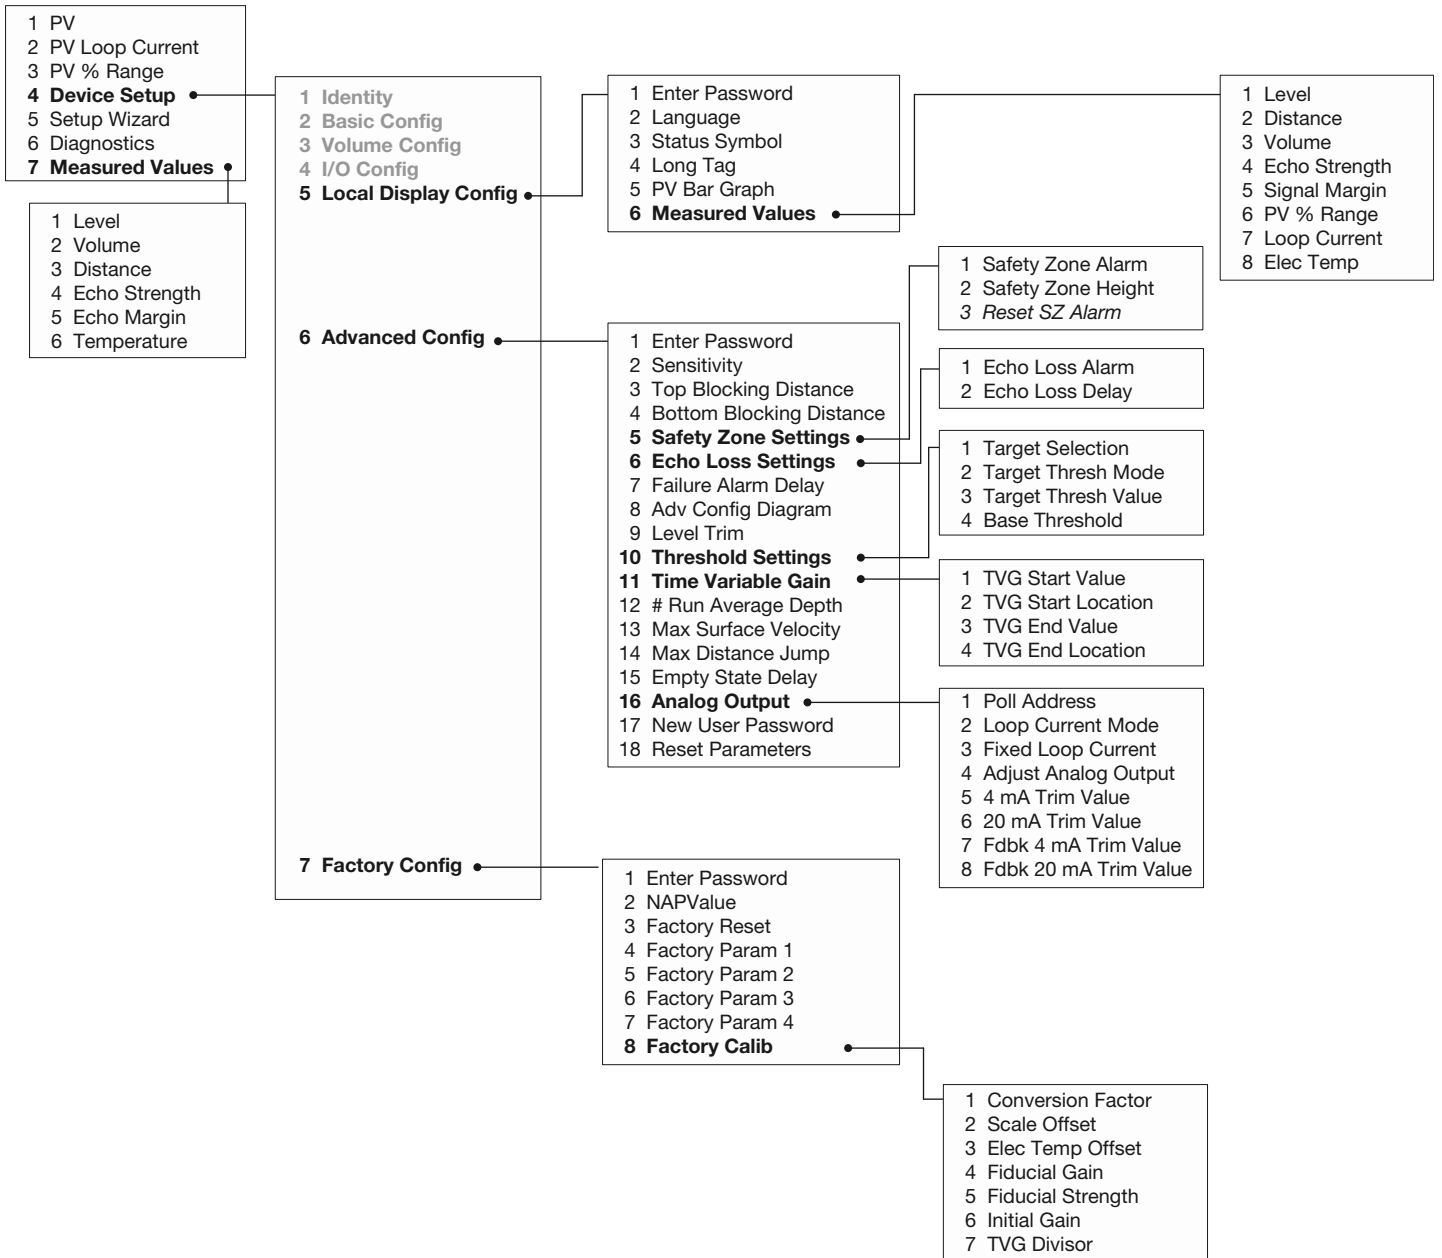 1 PV
2 PV Loop Current
3 PV % Range
4 Device Setup
5 Setup Wizard
6 Diagnostics
7 Measured Values
1 Level
2 Volume
3 Distance
4 Echo Strength
5 Echo Margin
6 Temperature
1 Identity
2 Basic Config
3 Volume Config
4 I/O Config
5 Local Display Config
6 Advanced Config
7 Factory Config
1 Enter Password
2 Language
3 Status Symbol
4 Long Tag
5 PV Bar Graph
6 Measured Values
1 Level
2 Distance
3 Volume
4 Echo Strength
5 Signal Margin
6 PV % Range
7 Loop Current
8 Elec Temp
1 Enter Password
2 Sensitivity
3 Top Blocking Distance
4 Bottom Blocking Distance
5 Safety Zone Settings
6 Echo Loss Settings
7 Failure Alarm Delay
8 Adv Config Diagram
9 Level Trim
10 Threshold Settings
11 Time Variable Gain
12 # Run Average Depth
13 Max Surface Velocity
14 Max Distance Jump
15 Empty State Delay
16 Analog Output
17 New User Password
18 Reset Parameters
1 Safety Zone Alarm
2 Safety Zone Height
3 Reset SZ Alarm
1 Echo Loss Alarm
2 Echo Loss Delay
1 Target Selection
2 Target Thresh Mode
3 Target Thresh Value
4 Base Threshold
1 TVG Start Value
2 TVG Start Location
3 TVG End Value
4 TVG End Location
1 Poll Address
2 Loop Current Mode
3 Fixed Loop Current
4 Adjust Analog Output
5 4 mA Trim Value
6 20 mA Trim Value
7 Fdbk 4 mA Trim Value
8 Fdbk 20 mA Trim Value
1 Enter Password
2 NAPValue
3 Factory Reset
4 Factory Param 1
5 Factory Param 2
6 Factory Param 3
7 Factory Param 4
8 Factory Calib
1 Conversion Factor
2 Scale Offset
3 Elec Temp Offset
4 Fiducial Gain
5 Fiducial Strength
6 Initial Gain
7 TVG Divisor